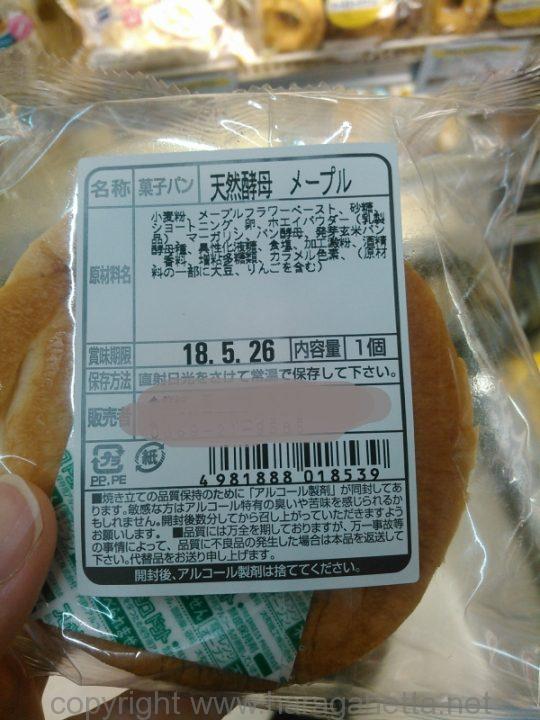 名称 菓子パン 天然酵母 メープル
原材料名
小麦粉、メープルフラワーペースト、砂糖、
ショートニング、卵、ホエイパウダー（乳製
品）、マーガリン、パン酵母、発芽玄米パン
酵母種、異性化液糖、食塩、加工澱粉、酒精、
香料、増粘多糖類、カラメル色素、（原材
料の一部に大豆、りんごを含む）
賞味期限 18.5.26 内容量 1個
保存方法 直射日光をさけて常温で保存して下さい。
販売者
プラ 紙
PP,PE
4 981888 018539
■焼き立ての品質保持のために「アルコール製剤」が同封してあ
ります。敏感な方はアルコール特有の臭いや苦味を感じられるか
もしれません。開封後数分してから召し上がっていただきますよう
お願いします。 ■品質には万全を期しておりますが、万一事故等
の事情によって、品質に不良品の発生した場合は本品を返送して
下さい。代替品をお送り申し上げます。
開封後、アルコール製剤は捨ててください。
copyright www.haraganetta.net